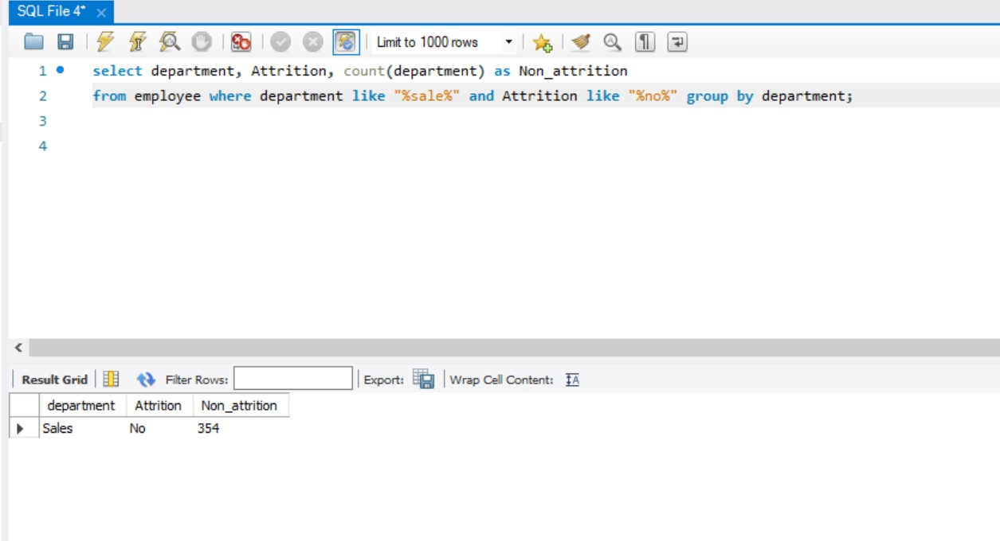 SQL File 4*
Limit to 1000 rows
1 select department, Attrition, count(department) as Non_attrition
2 from employee where department like "%sale%" and Attrition like "%no%" group by department;
3
4
Result Grid Filter Rows: Export: Wrap Cell Content:
department Attrition Non_attrition
Sales No 354